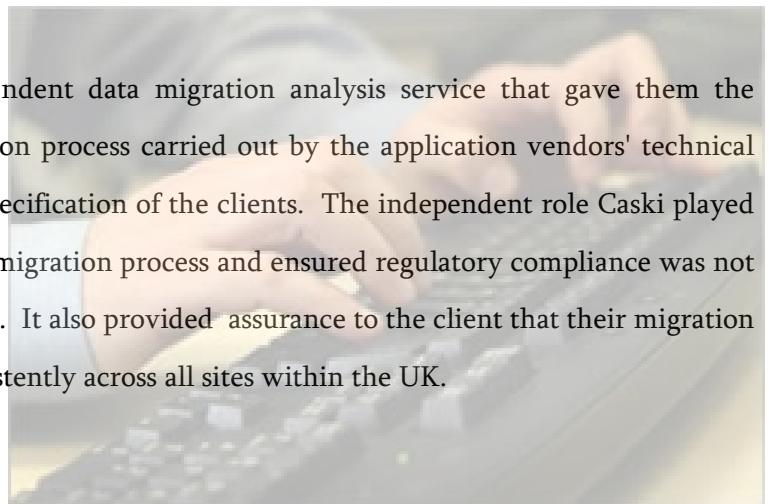 ndent data migration analysis service that gave them the
on process carried out by the application vendors' technical
ecification of the clients. The independent role Caski played
migration process and ensured regulatory compliance was not
. It also provided assurance to the client that their migration
stently across all sites within the UK.